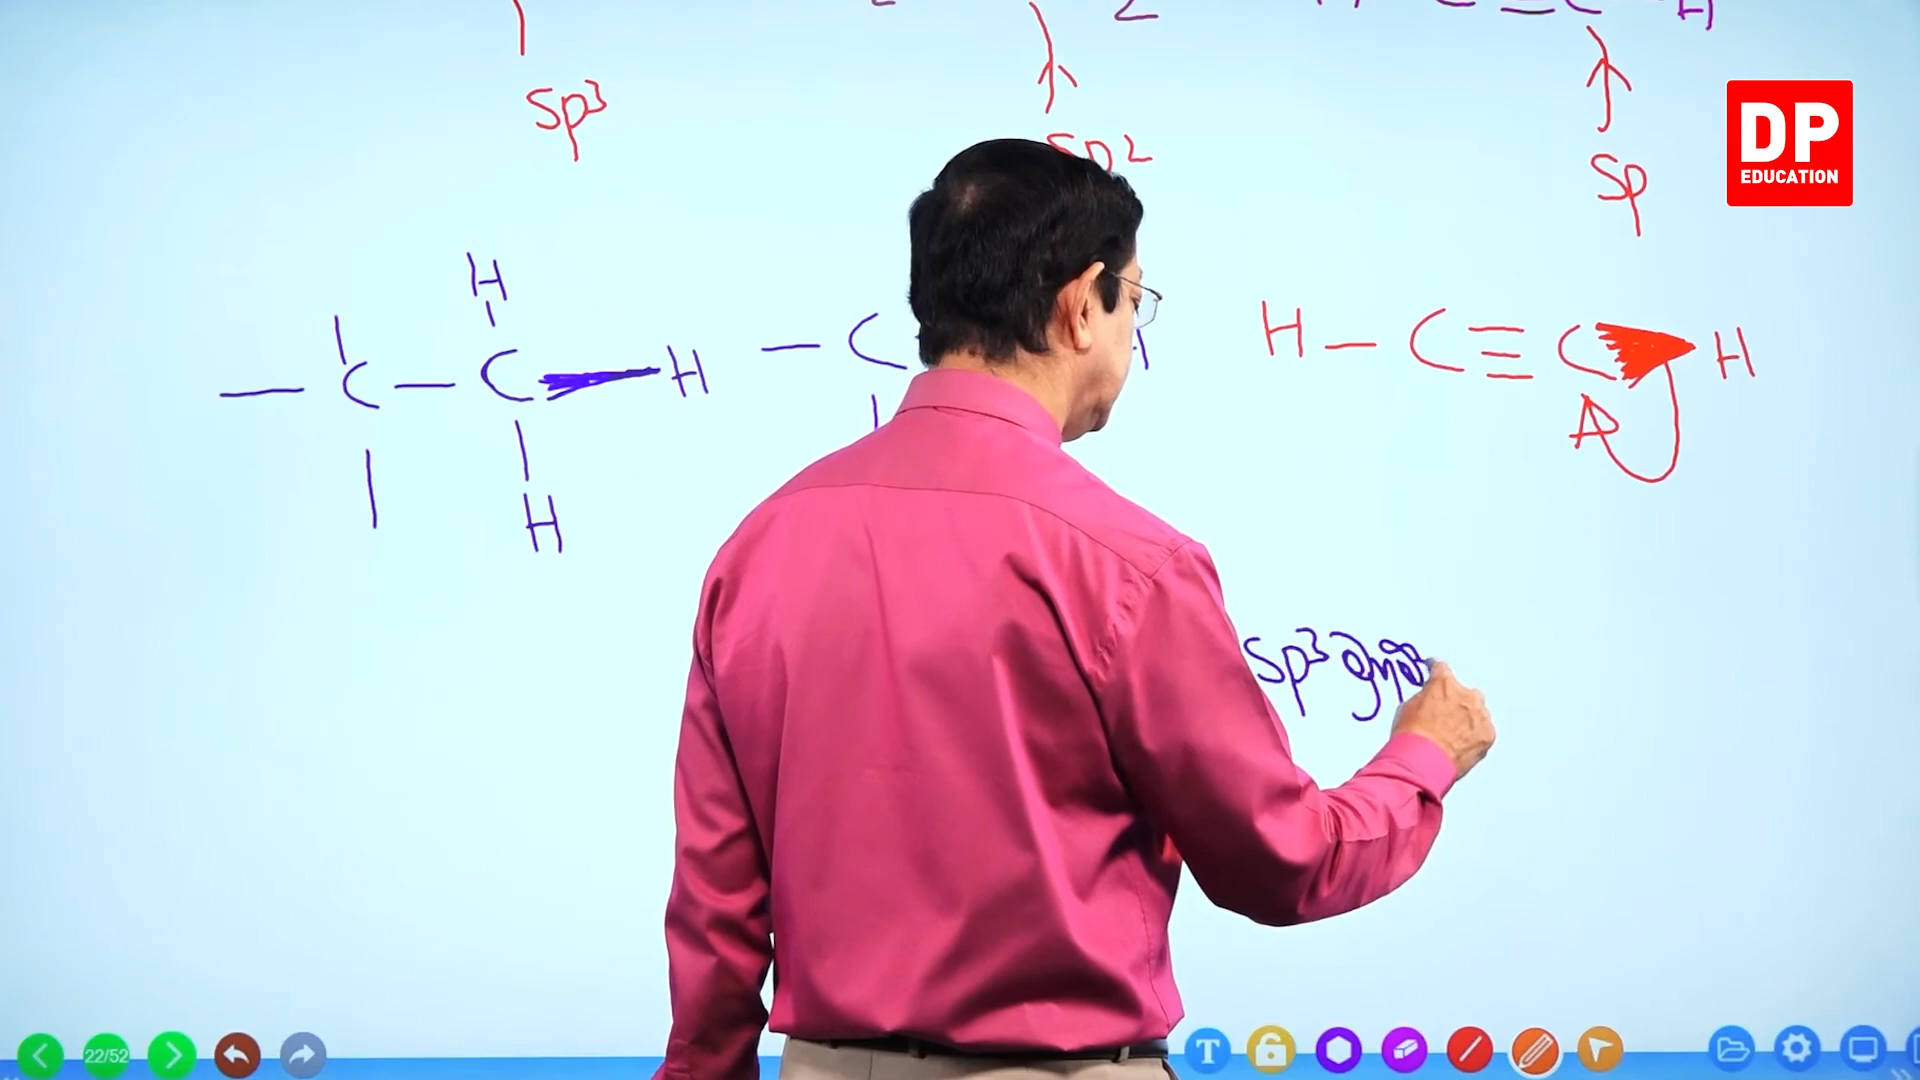 Sp³
Sp²
Sp
DP
EDUCATION
H
C — C — H
H
— C
H — C ≡ C H
Sp³
22/52
T